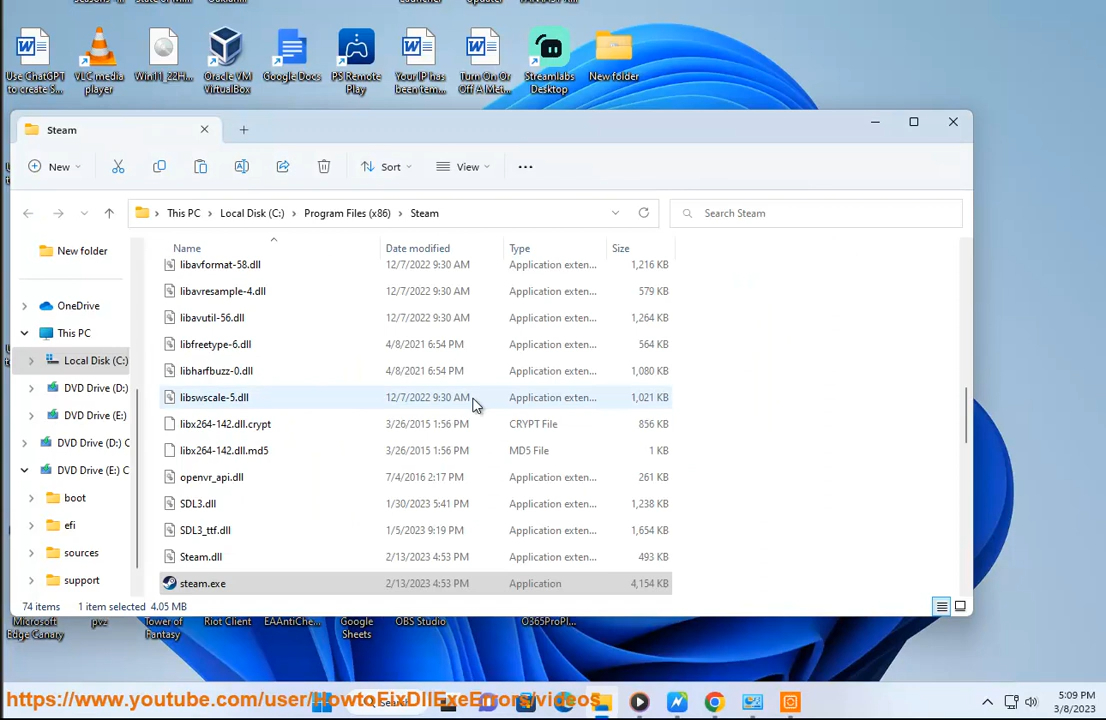 Use ChatGPT
to create S...
VLC media
player
Win11_22H...
Oracle VM
VirtualBox
Google Docs
PS Remote
Play
Your IP has
been tem...
Turn On Or
Off A Met...
Streamlabs
Desktop
New folder
Steam
New
Sort
View
This PC > Local Disk (C:) > Program Files (x86) > Steam
Search Steam
Name Date modified Type Size
New folder
OneDrive
This PC
Local Disk (C:)
DVD Drive (D:)
DVD Drive (E:)
DVD Drive (D:) C
DVD Drive (E:) C
boot
efi
sources
support
libavformat-58.dll 12/7/2022 9:30 AM Application exten... 1,216 KB
libavresample-4.dll 12/7/2022 9:30 AM Application exten... 579 KB
libavutil-56.dll 12/7/2022 9:30 AM Application exten... 1,264 KB
libfreetype-6.dll 4/8/2021 6:54 PM Application exten... 564 KB
libharfbuzz-0.dll 4/8/2021 6:54 PM Application exten... 1,080 KB
libswscale-5.dll 12/7/2022 9:30 AM Application exten... 1,021 KB
libx264-142.dll.crypt 3/26/2015 1:56 PM CRYPT File 856 KB
libx264-142.dll.md5 3/26/2015 1:56 PM MD5 File 1 KB
openvr_api.dll 7/4/2016 2:17 PM Application exten... 261 KB
SDL3.dll 1/30/2023 5:41 PM Application exten... 1,238 KB
SDL3_ttf.dll 1/5/2023 9:19 PM Application exten... 1,654 KB
Steam.dll 2/13/2023 4:53 PM Application exten... 493 KB
steam.exe 2/13/2023 4:53 PM Application 4,154 KB
74 items 1 item selected 4.05 MB
Microsoft
Edge Canary
pvz
Tower of
Fantasy
Riot Client
EAAntiChe...
Google
Sheets
OBS Studio
O365ProPl...
https://www.youtube.com/user/HowtoFixDllExeErrors/videos
Search
5:09 PM
3/8/2023